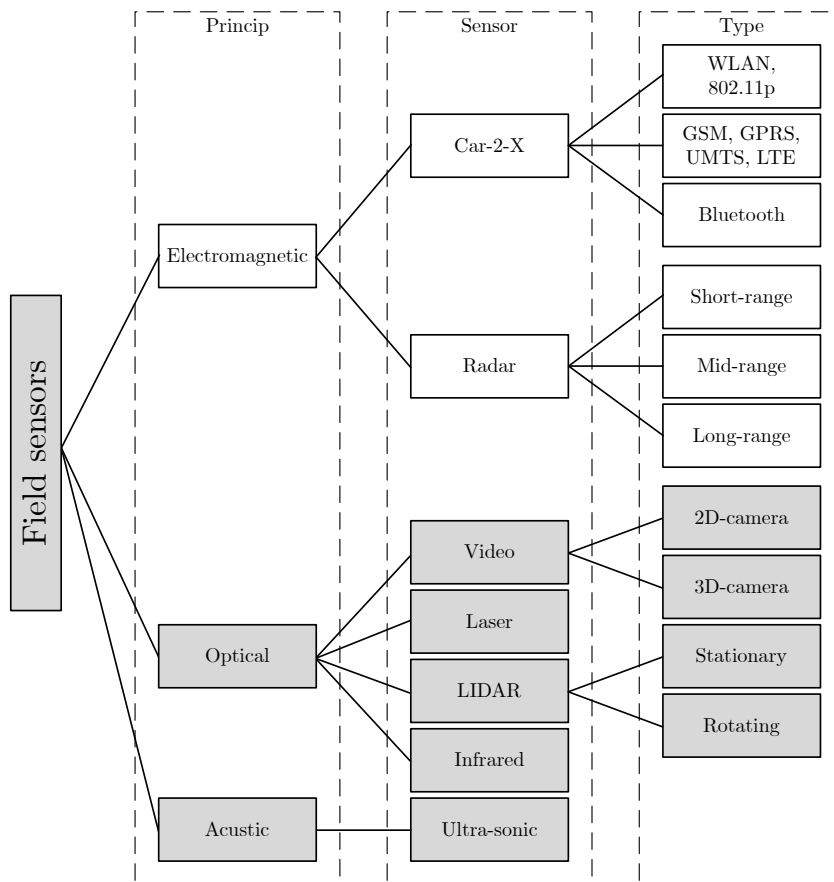 Princip
Sensor
Type
Field sensors
Electromagnetic
Optical
Acustic
Car-2-X
Radar
Video
Laser
LIDAR
Infrared
Ultra-sonic
WLAN,
802.11p
GSM, GPRS,
UMTS, LTE
Bluetooth
Short-range
Mid-range
Long-range
2D-camera
3D-camera
Stationary
Rotating